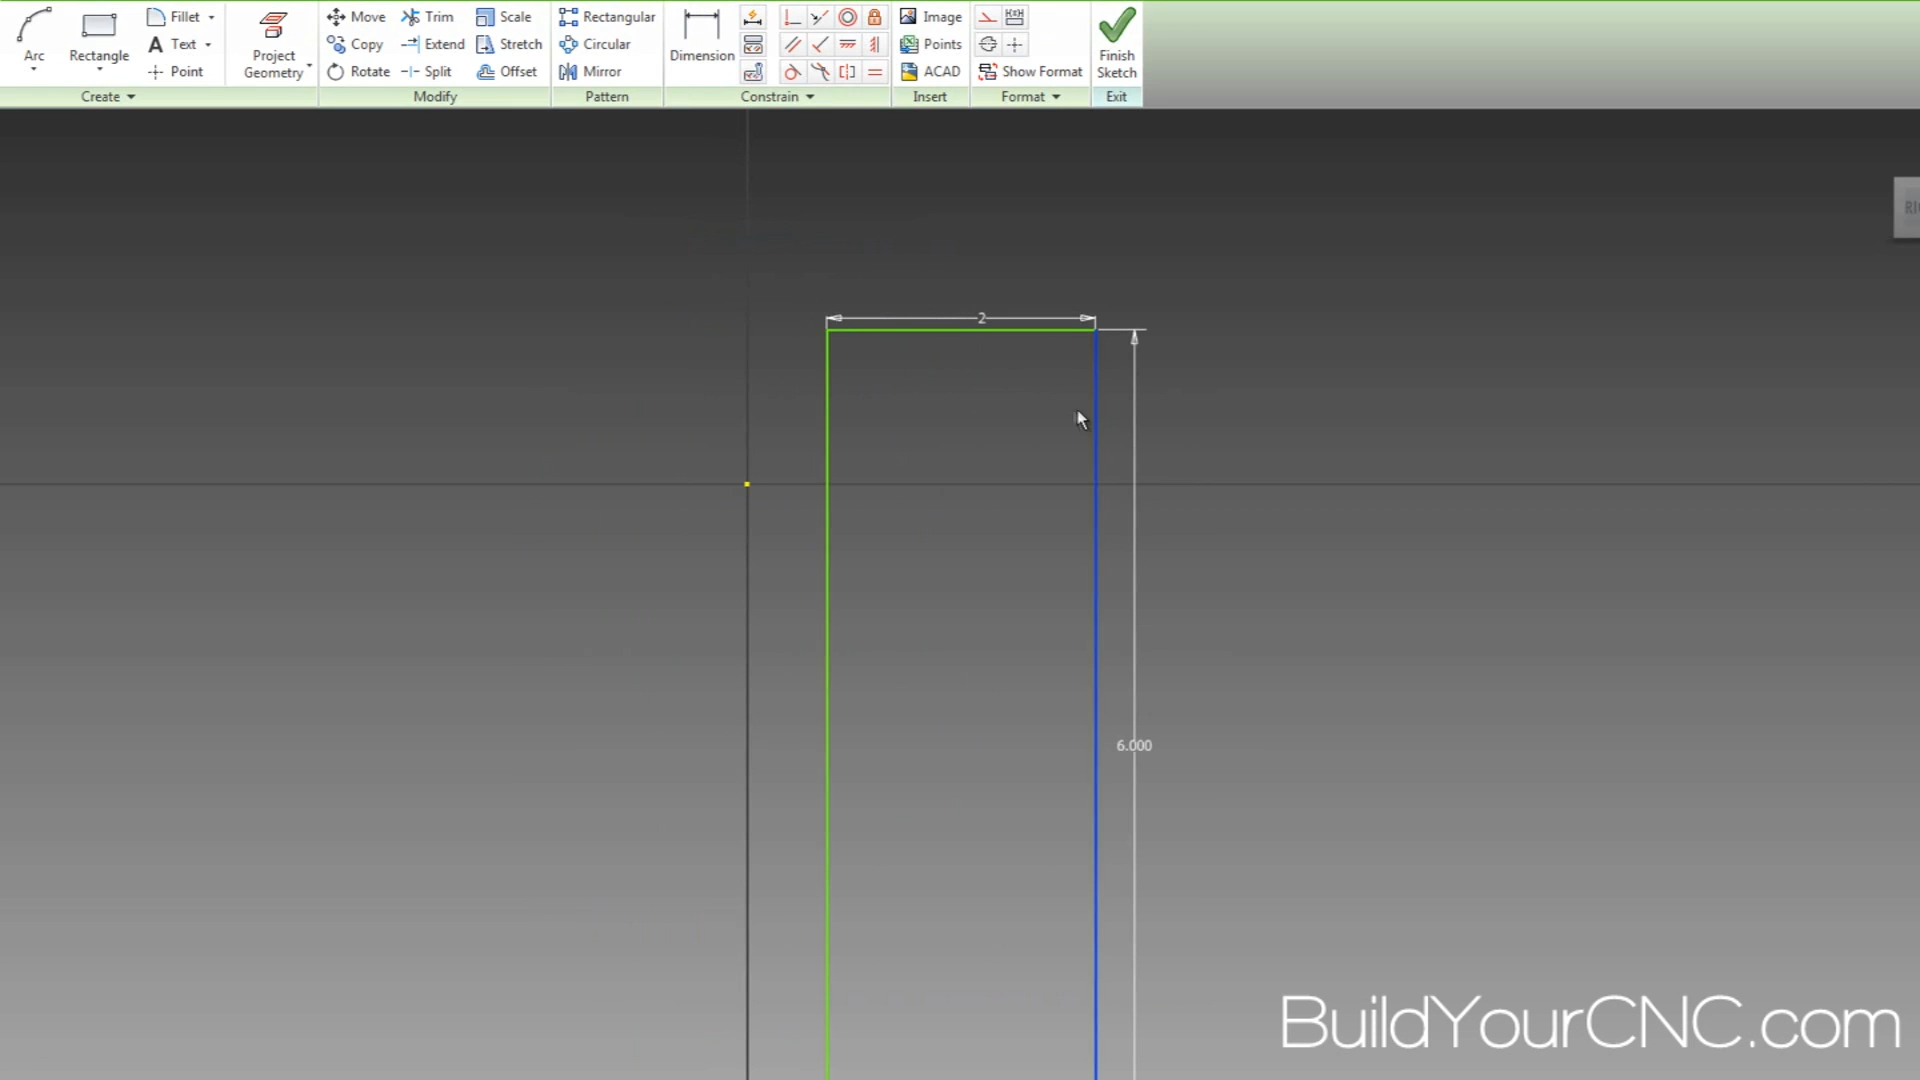 Arc
Rectangle
Fillet
Text
Point
Project
Geometry
Create
Move
Copy
Rotate
Trim
Extend
Split
Scale
Stretch
Offset
Modify
Rectangular
Circular
Mirror
Pattern
Dimension
Constrain
Image
Points
ACAD
Insert
Show Format
Format
Finish
Sketch
Exit
2
6.000
BuildYourCNC.com